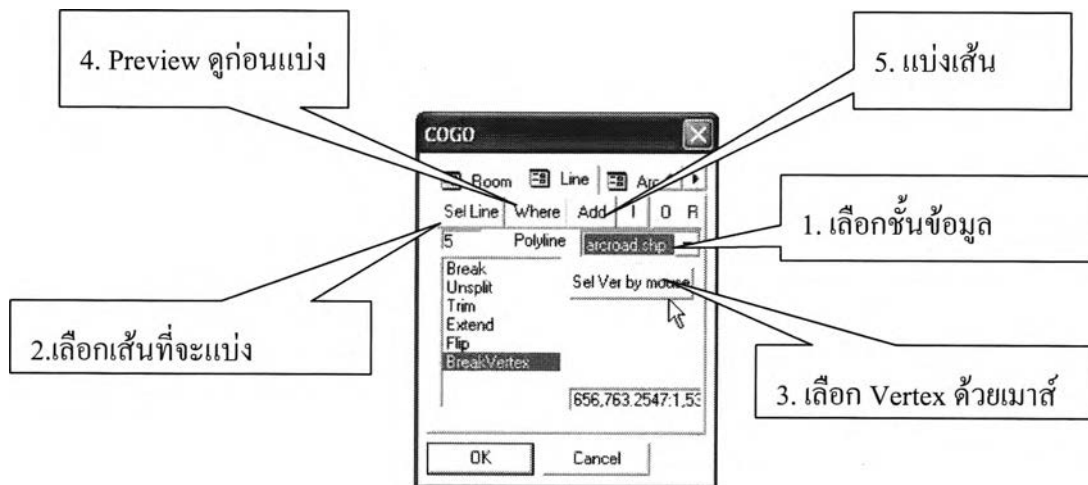 4. Preview ดูก่อนแบ่ง
5. แบ่งเส้น
COGO
Room Line Arc
Sel Line Where Add I O R
5 Polyline arcroad.shp
Break
Unsplit
Trim
Extend
Flip
BreakVertex
Sel Ver by mouse
656,763.2547:1,53
OK Cancel
1. เลือกชั้นข้อมูล
2.เลือกเส้นที่จะแบ่ง
3. เลือก Vertex ด้วยเมาส์